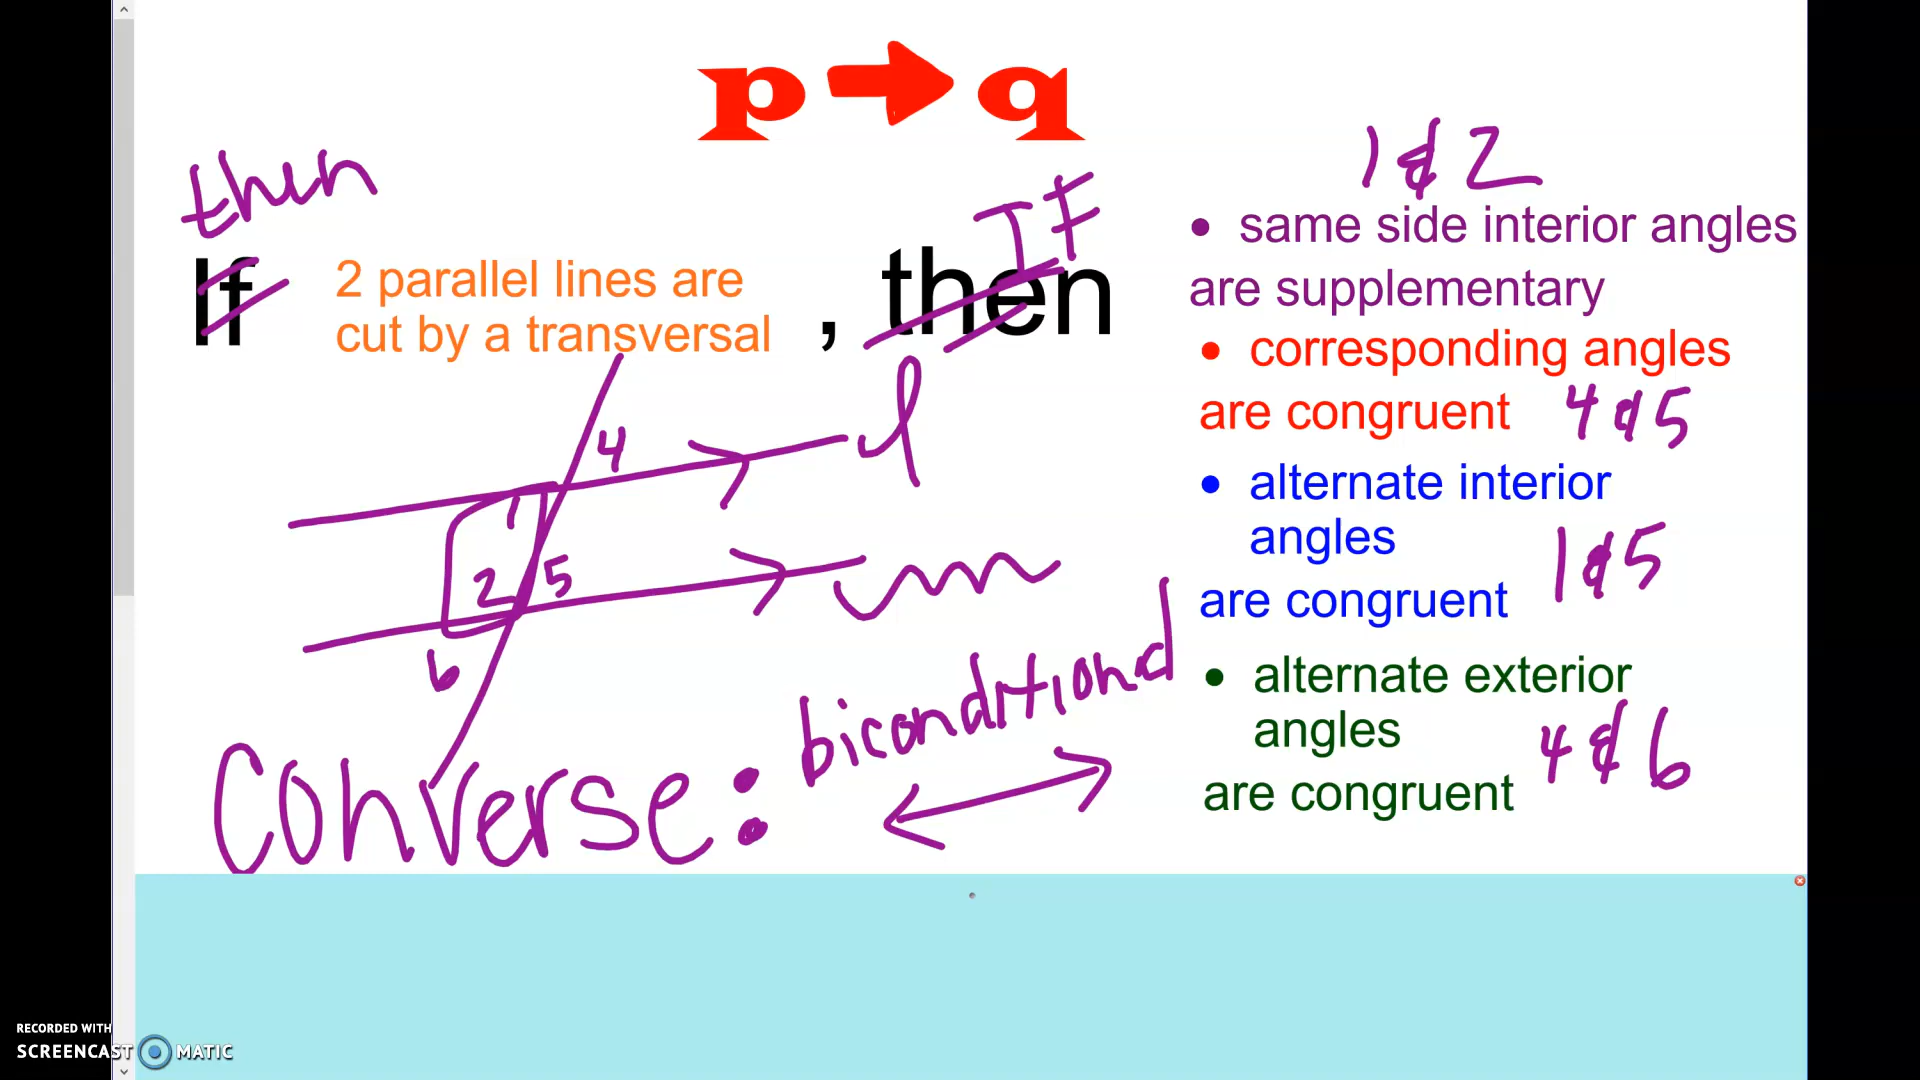 p → q
then
If 2 parallel lines are
cut by a transversal , then
If
1 & 2
• same side interior angles
are supplementary
• corresponding angles
are congruent 4 & 5
• alternate interior
angles
are congruent 1 & 5
• alternate exterior
angles
are congruent 4 & 6
4
l
1
2 5
m
6
biconditional
Converse:
RECORDED WITH
SCREENCAST MATIC